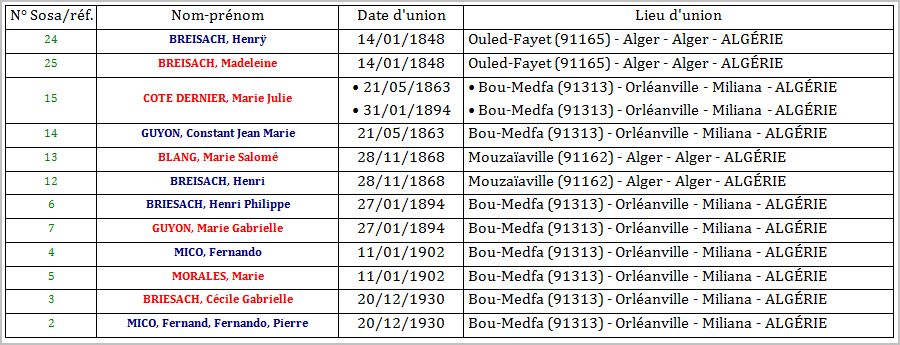 N° Sosa/réf. Nom-prénom Date d'union Lieu d'union
24 BREISACH, Henrÿ 14/01/1848 Ouled-Fayet (91165) - Alger - Alger - ALGÉRIE
25 BREISACH, Madeleine 14/01/1848 Ouled-Fayet (91165) - Alger - Alger - ALGÉRIE
15 COTE DERNIER, Marie Julie • 21/05/1863 • Bou-Medfa (91313) - Orléanville - Miliana - ALGÉRIE
• 31/01/1894 • Bou-Medfa (91313) - Orléanville - Miliana - ALGÉRIE
14 GUYON, Constant Jean Marie 21/05/1863 Bou-Medfa (91313) - Orléanville - Miliana - ALGÉRIE
13 BLANG, Marie Salomé 28/11/1868 Mouzaïaville (91162) - Alger - Alger - ALGÉRIE
12 BREISACH, Henri 28/11/1868 Mouzaïaville (91162) - Alger - Alger - ALGÉRIE
6 BRIESACH, Henri Philippe 27/01/1894 Bou-Medfa (91313) - Orléanville - Miliana - ALGÉRIE
7 GUYON, Marie Gabrielle 27/01/1894 Bou-Medfa (91313) - Orléanville - Miliana - ALGÉRIE
4 MICO, Fernando 11/01/1902 Bou-Medfa (91313) - Orléanville - Miliana - ALGÉRIE
5 MORALES, Marie 11/01/1902 Bou-Medfa (91313) - Orléanville - Miliana - ALGÉRIE
3 BRIESACH, Cécile Gabrielle 20/12/1930 Bou-Medfa (91313) - Orléanville - Miliana - ALGÉRIE
2 MICO, Fernand, Fernando, Pierre 20/12/1930 Bou-Medfa (91313) - Orléanville - Miliana - ALGÉRIE